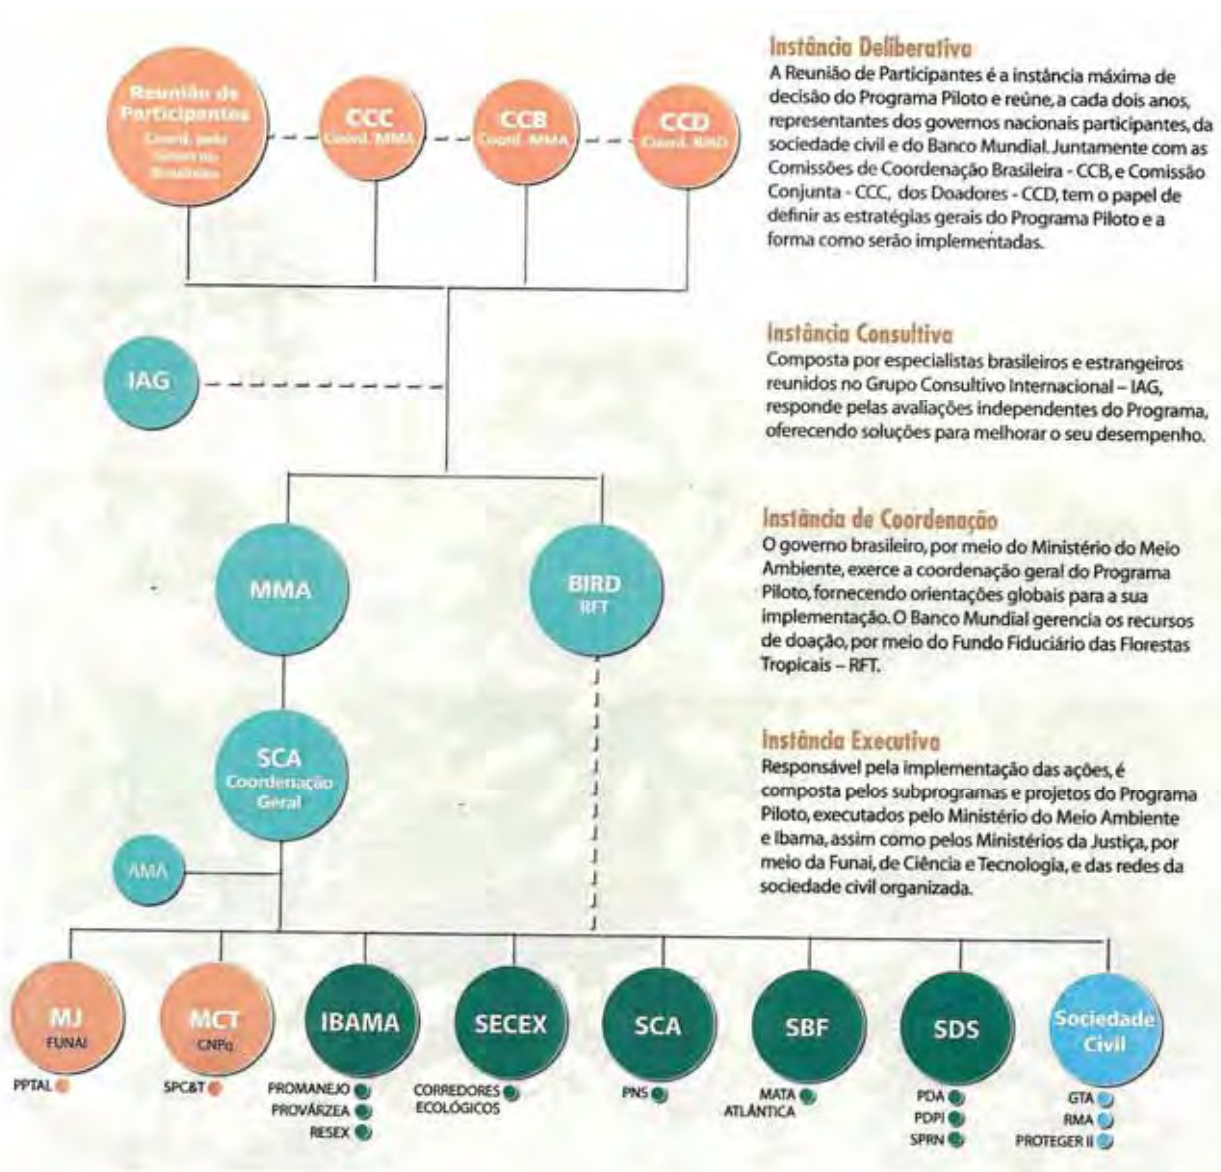 Instância Deliberativa
A Reunião de Participantes é a instância máxima de
decisão do Programa Piloto e reúne, a cada dois anos,
representantes dos governos nacionais participantes, da
sociedade civil e do Banco Mundial. Juntamente com as
Comissões de Coordenação Brasileira - CCB, e Comissão
Conjunta - CCC, dos Doadores - CCD, tem o papel de
definir as estratégias gerais do Programa Piloto e a
forma como serão implementadas.
Reunião de
Participantes
Coord. pelo
Brasileiro
CCC
Coord. MMA
CCB
Coord. MMA
CCD
Coord. BIRD
Instância Consultiva
Composta por especialistas brasileiros e estrangeiros
reunidos no Grupo Consultivo Internacional – IAG,
responde pelas avaliações independentes do Programa,
oferecendo soluções para melhorar o seu desempenho.
IAG
Instância de Coordenação
O governo brasileiro, por meio do Ministério do Meio
Ambiente, exerce a coordenação geral do Programa
Piloto, fornecendo orientações globais para a sua
implementação. O Banco Mundial gerencia os recursos
de doação, por meio do Fundo Fiduciário das Florestas
Tropicais – RFT.
MMA
BIRD
RFT
Instância Executiva
Responsável pela implementação das ações, é
composta pelos subprogramas e projetos do Programa
Piloto, executados pelo Ministério do Meio Ambiente
e Ibama, assim como pelos Ministérios da Justiça, por
meio da Funai, de Ciência e Tecnologia, e das redes da
sociedade civil organizada.
SCA
Coordenação
Geral
AMA
MJ
FUNAI
PPTAL
MCT
CNPq
SPC&T
IBAMA
PROMANEJO
PROVÁRZEA
RESEX
SECEX
CORREDORES
ECOLÓGICOS
SCA
PNS
SBF
MATA
ATLÂNTICA
SDS
PDA
PDPI
SPRN
Sociedade
Civil
GTA
RMA
PROTEGER II